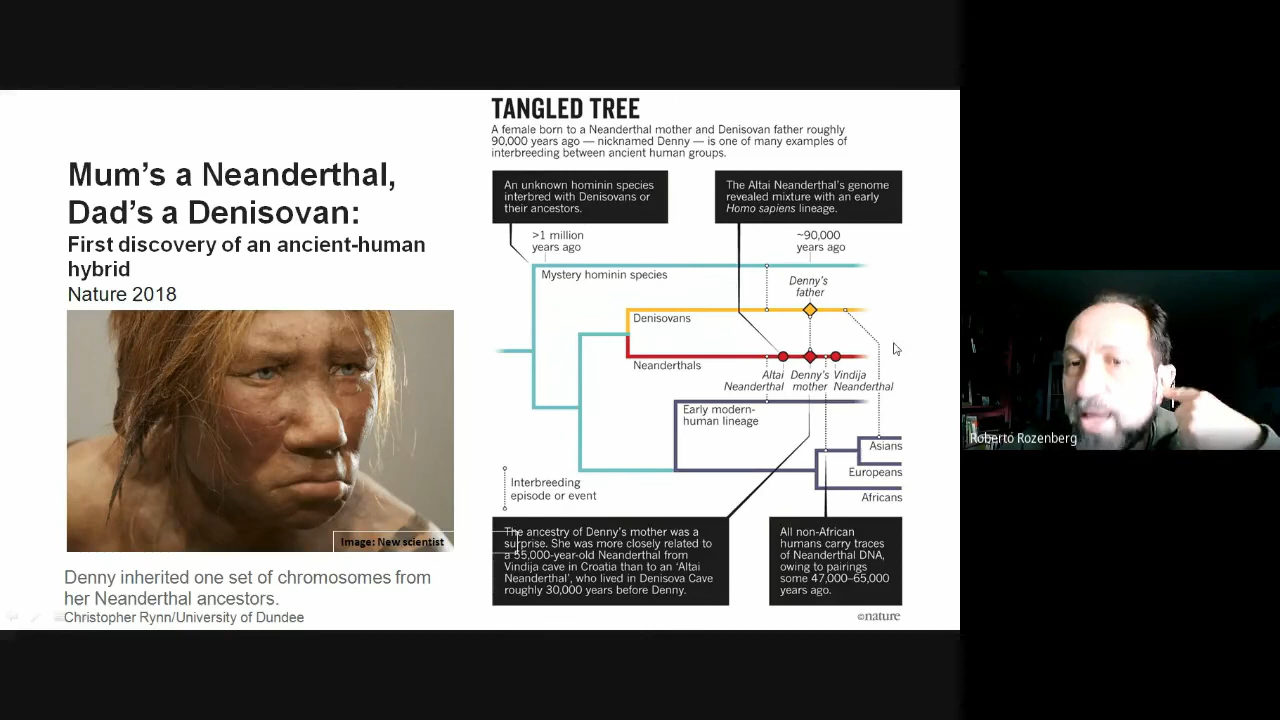 Mum's a Neanderthal,
Dad's a Denisovan:
First discovery of an ancient-human
hybrid
Nature 2018
Image: New scientist
Denny inherited one set of chromosomes from
her Neanderthal ancestors.
Christopher Rynn/University of Dundee
TANGLED TREE
A female born to a Neanderthal mother and Denisovan father roughly
90,000 years ago — nicknamed Denny — is one of many examples of
interbreeding between ancient human groups.
An unknown hominin species
interbred with Denisovans or
their ancestors.
The Altai Neanderthal's genome
revealed mixture with an early
Homo sapiens lineage.
>1 million
years ago
~90,000
years ago
Mystery hominin species
Denny's
father
Denisovans
Neanderthals
Altai
Neanderthal
Denny's
mother
Vindija
Neanderthal
Early modern-
human lineage
Asians
Europeans
Africans
Interbreeding
episode or event
The ancestry of Denny's mother was a
surprise. She was more closely related to
a 55,000-year-old Neanderthal from
Vindija cave in Croatia than to an 'Altai
Neanderthal', who lived in Denisova Cave
roughly 30,000 years before Denny.
All non-African
humans carry traces
of Neanderthal DNA,
owing to pairings
some 47,000–65,000
years ago.
©nature
Roberto Rozenberg